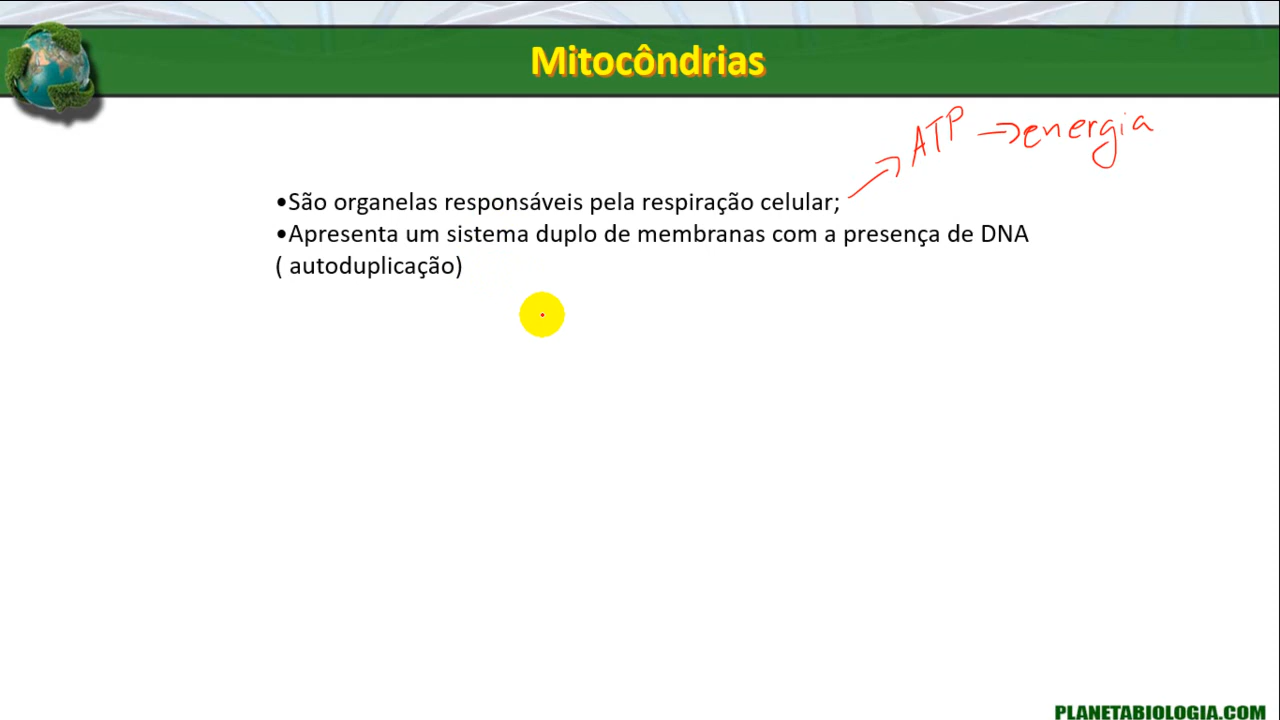 Mitocôndrias
ATP →energia
•São organelas responsáveis pela respiração celular; →
•Apresenta um sistema duplo de membranas com a presença de DNA
( autoduplicação)
PLANETABIOLOGIA.COM